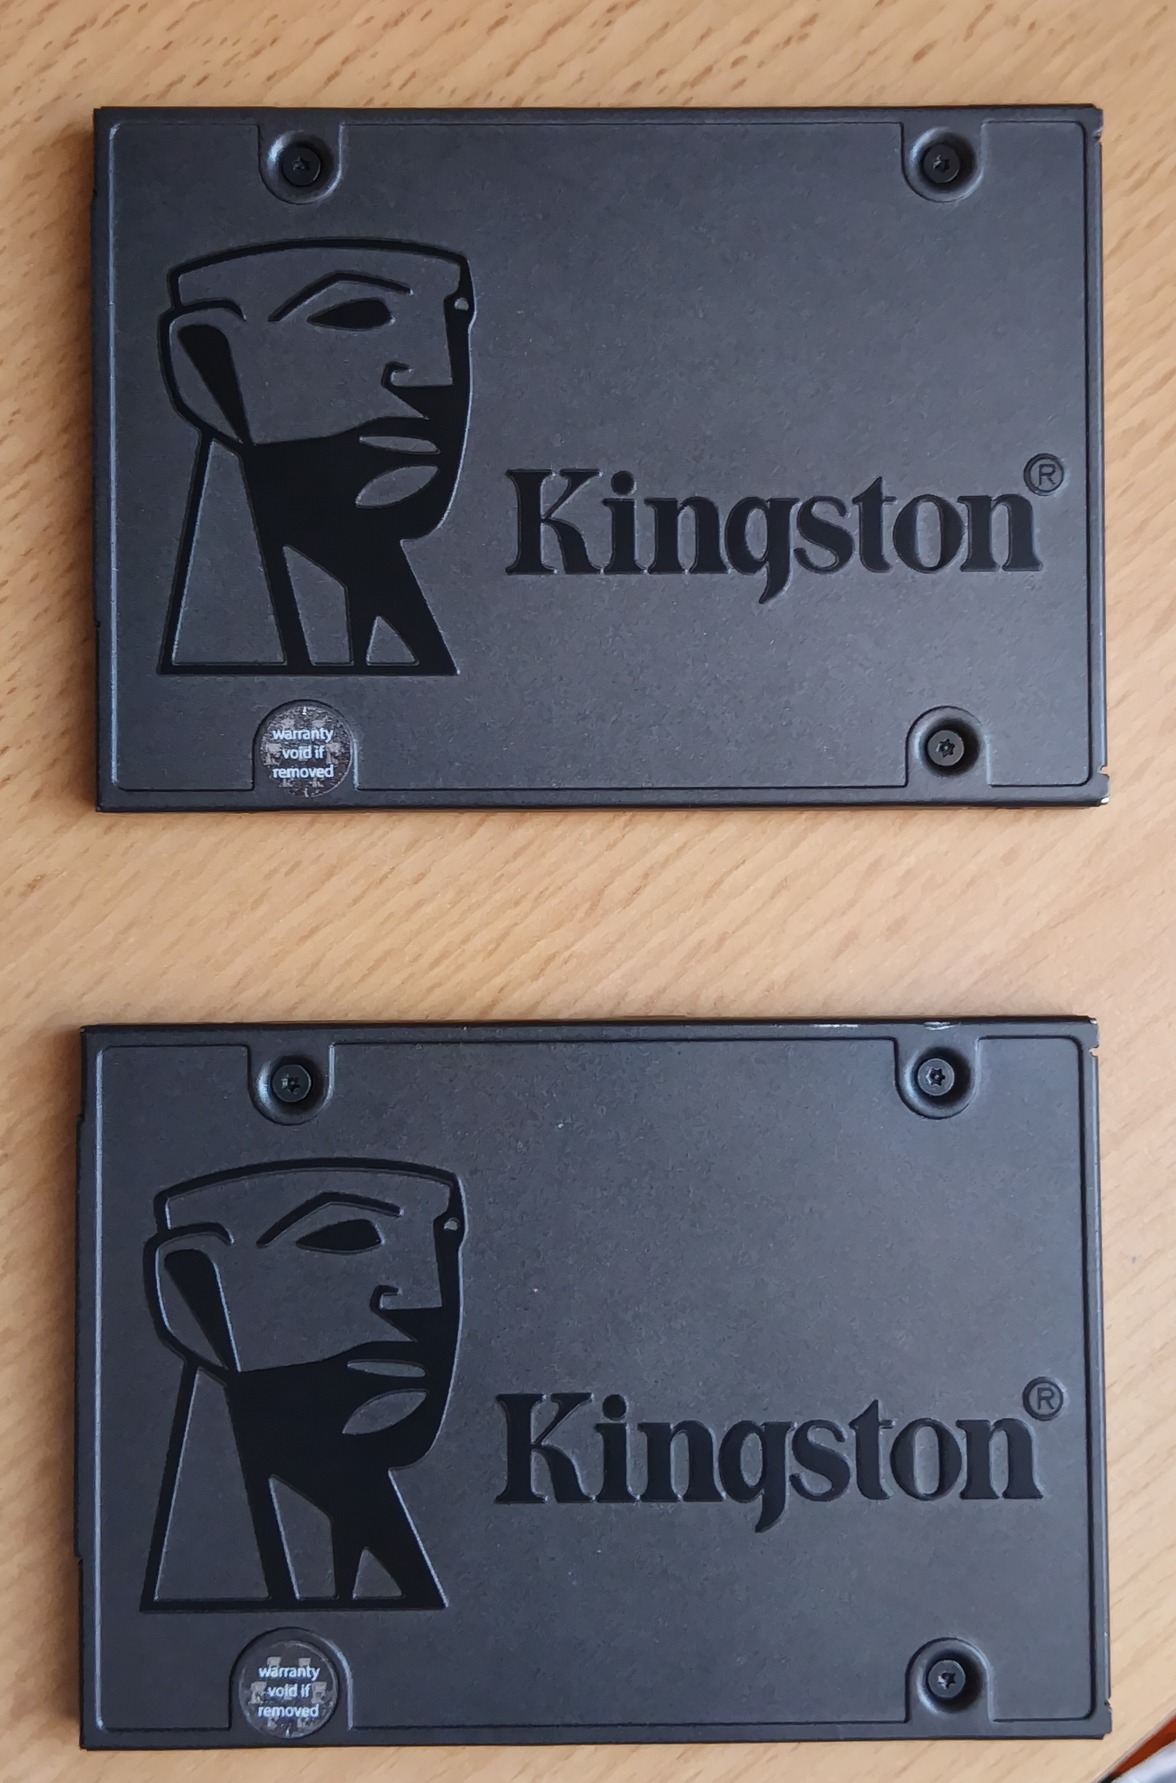 Kingston®
warranty
void if
removed
Kingston®
warranty
void if
removed